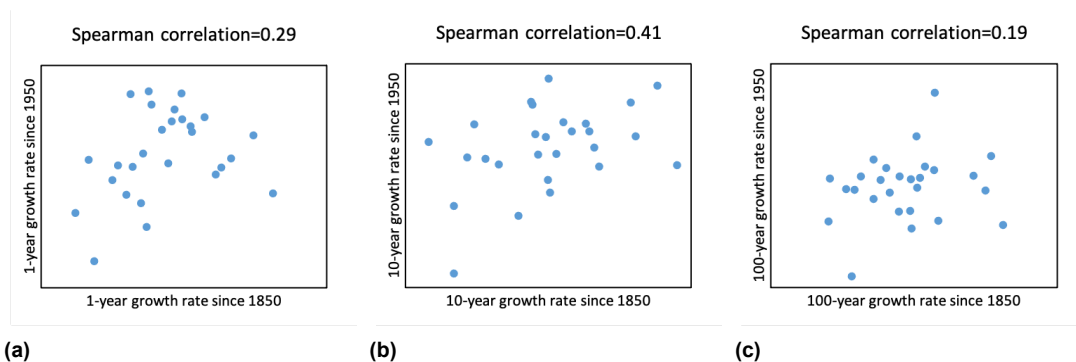 Spearman correlation=0.29
1-year growth rate since 1950
1-year growth rate since 1850
(a)
Spearman correlation=0.41
10-year growth rate since 1950
10-year growth rate since 1850
(b)
Spearman correlation=0.19
100-year growth rate since 1950
100-year growth rate since 1850
(c)